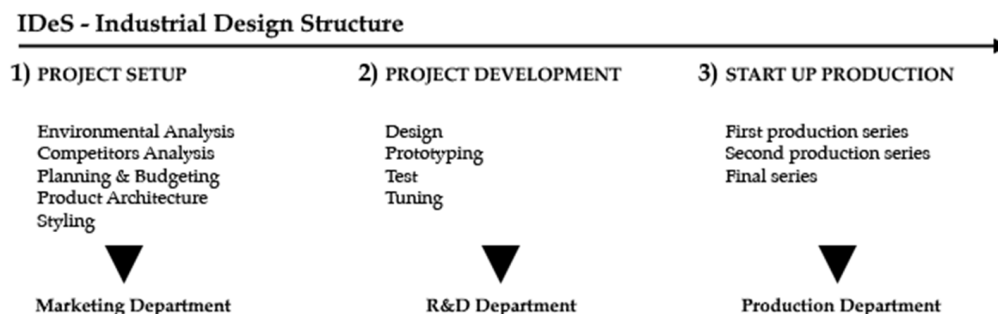 IDeS - Industrial Design Structure
1) PROJECT SETUP
Environmental Analysis
Competitors Analysis
Planning & Budgeting
Product Architecture
Styling
Marketing Department
2) PROJECT DEVELOPMENT
Design
Prototyping
Test
Tuning
R&D Department
3) START UP PRODUCTION
First production series
Second production series
Final series
Production Department